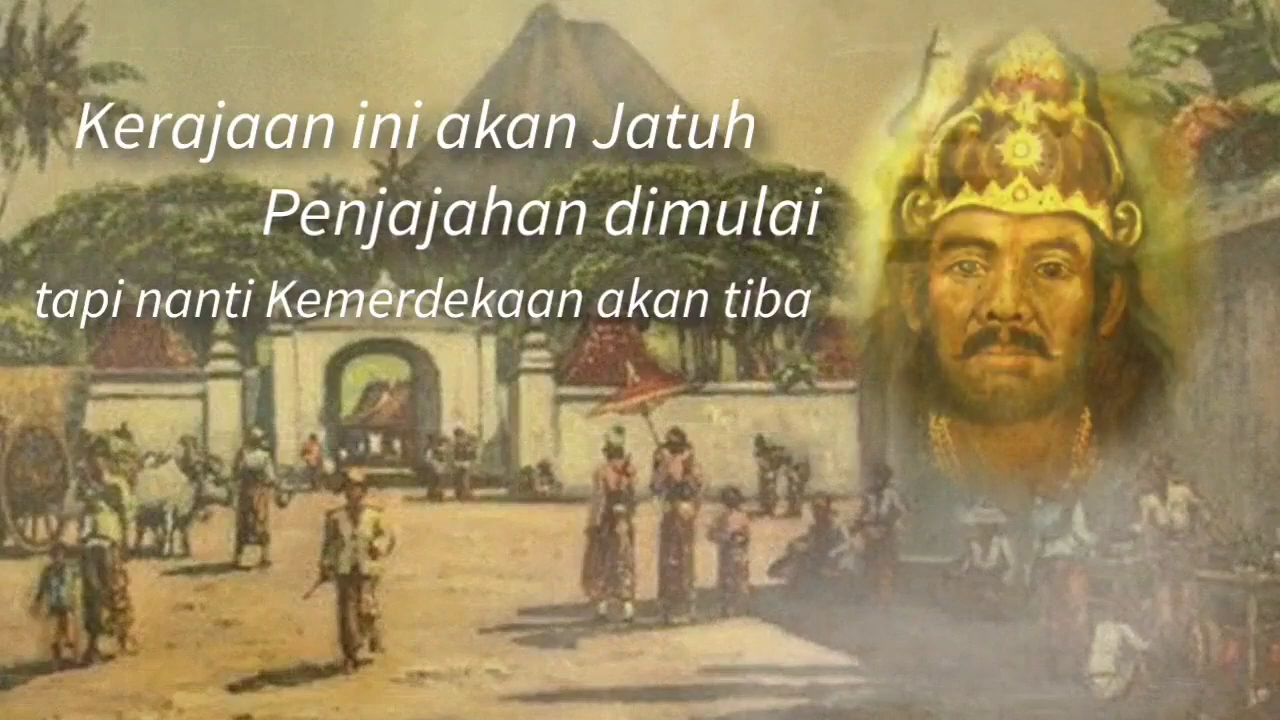 Kerajaan ini akan Jatuh
Penjajahan dimulai
tapi nanti Kemerdekaan akan tiba